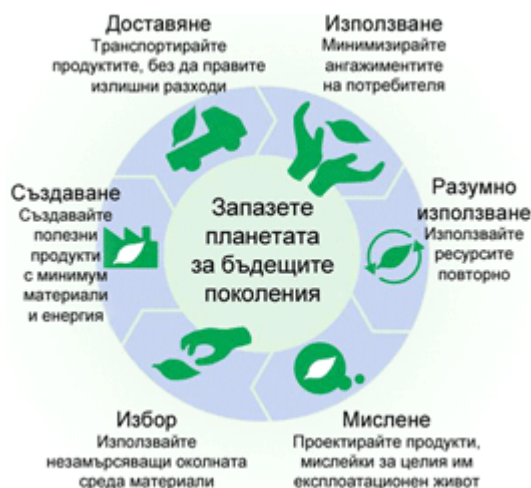 Доставяне
Транспортирайте
продуктите, без да правите
излишни разходи
Използване
Минимизирайте
ангажиментите
на потребителя
Създаване
Създавайте
полезни
продукти
с минимум
материали
и енергия
Запазете
планетата
за бъдещите
поколения
Разумно
използване
Използвайте
ресурсите
повторно
Избор
Използвайте
незамърсяващи околната
среда материали
Мислене
Проектирайте продукти,
мислейки за целия им
експлоатационен живот